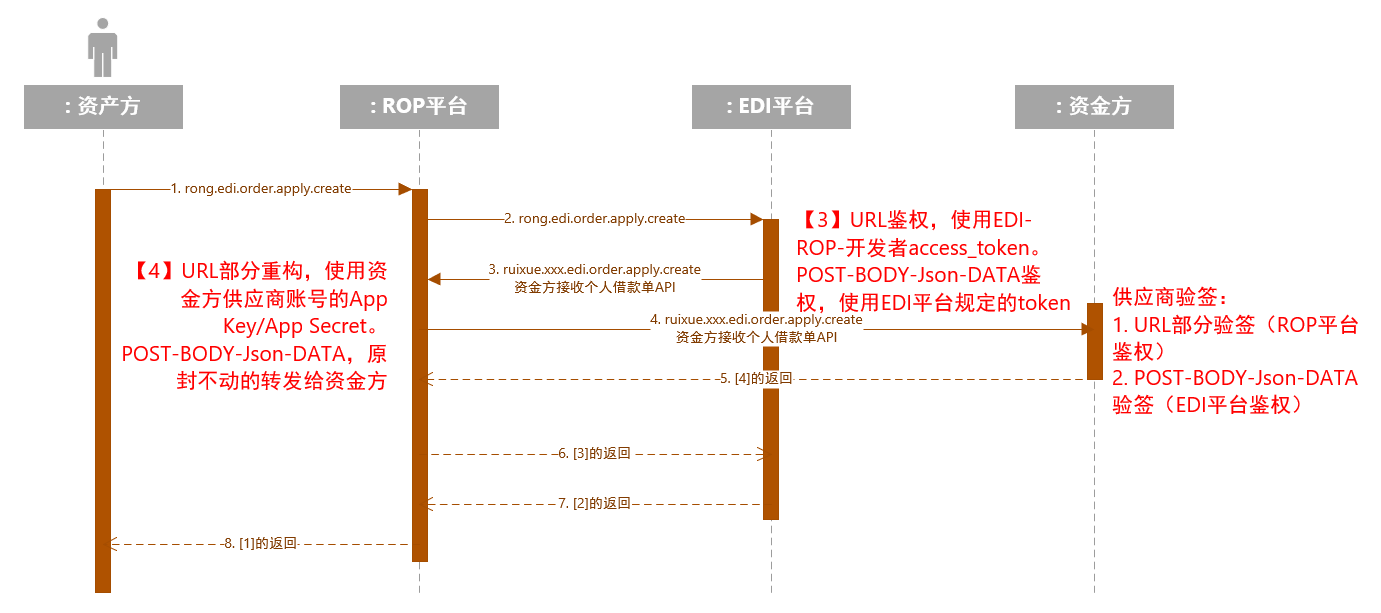 : 资产方
: ROP平台
: EDI平台
: 资金方
1. rong.edi.order.apply.create
2. rong.edi.order.apply.create
【3】URL鉴权，使用EDI-
ROP-开发者access_token。
POST-BODY-Json-DATA鉴
权，使用EDI平台规定的token
【4】URL部分重构，使用资
金方供应商账号的App
Key/App Secret。
POST-BODY-Json-DATA，原
封不动的转发给资金方
3. ruixue.xxx.edi.order.apply.create
资金方接收个人借款单API
供应商验签：
1. URL部分验签（ROP平台
鉴权）
2. POST-BODY-Json-DATA
验签（EDI平台鉴权）
4. ruixue.xxx.edi.order.apply.create
资金方接收个人借款单API
5. [4]的返回
6. [3]的返回
7. [2]的返回
8. [1]的返回